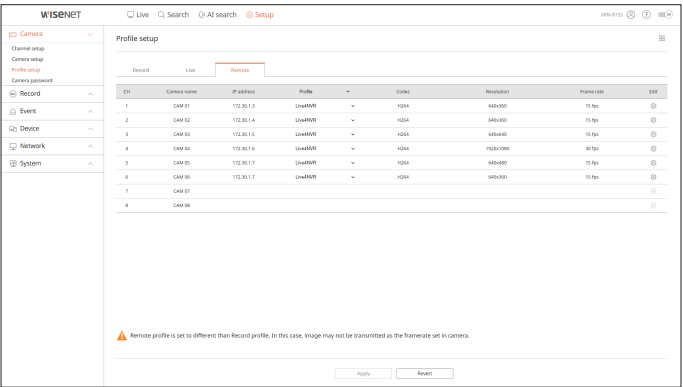 WISENET Live Search AI search Setup XRN-6155
Camera
Channel setup
Camera setup
Profile setup
Camera password
Record
Event
Device
Network
System
Profile setup
Record Live Remote
CH Camera name IP address Profile Codec Resolution Frame rate Edit
1 CAM 01 172.30.1.3 Live4NVR H264 640x360 15 fps
2 CAM 02 172.30.1.4 Live4NVR H264 640x360 15 fps
3 CAM 03 172.30.1.5 Live4NVR H264 640x640 15 fps
4 CAM 04 172.30.1.6 Live4NVR H264 1920x1080 30 fps
5 CAM 05 172.30.1.7 Live4NVR H264 640x480 15 fps
6 CAM 06 172.30.1.7 Live4NVR H264 640x360 15 fps
7 CAM 07
8 CAM 08
Remote profile is set to different than Record profile. In this case, image may not be transmitted as the framerate set in camera.
Apply Revert